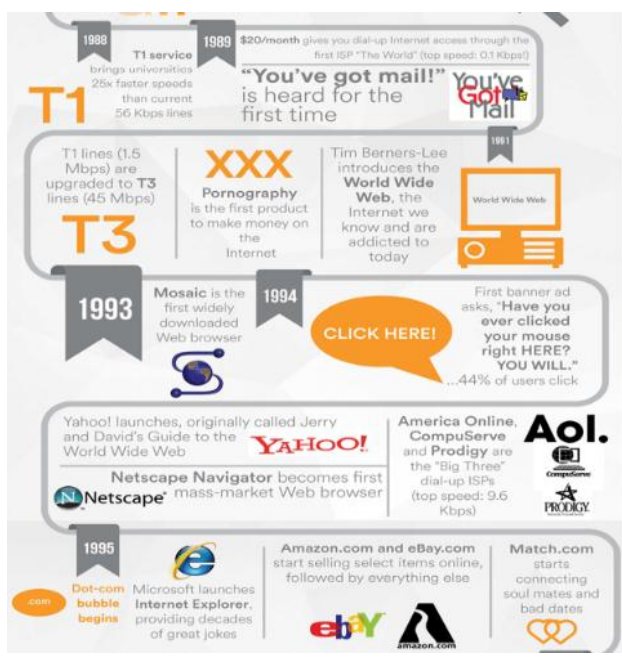 1988
T1 service
brings universities
25x faster speeds
than current
56 Kbps lines
T1
1989
$20/month gives you dial-up Internet access through the
first ISP "The World" (top speed: 0.1 Kbps!)
"You've got mail!"
is heard for the
first time
You've
Got
Mail
1991
T1 lines (1.5
Mbps) are
upgraded to T3
lines (45 Mbps)
T3
XXX
Pornography
is the first product
to make money on
the
Internet
Tim Berners-Lee
introduces the
World Wide
Web, the
Internet we
know and are
addicted to
today
World Wide Web
1993
Mosaic is the
first widely
downloaded
Web browser
1994
CLICK HERE!
First banner ad
asks, "Have you
ever clicked
your mouse
right HERE?
YOU WILL."
...44% of users click
Yahoo! launches, originally called Jerry
and David's Guide to the
World Wide Web
YAHOO!
Netscape Navigator becomes first
mass-market Web browser
N Netscape®
America Online,
CompuServe
and Prodigy are
the "Big Three"
dial-up ISPs
(top speed: 9.6
Kbps)
Aol.
CompuServe
PRODIGY
1995
.com
Dot-com
bubble
begins
Microsoft launches
Internet Explorer,
providing decades
of great jokes
Amazon.com and eBay.com
start selling select items online,
followed by everything else
ebaY
amazon.com
Match.com
starts
connecting
soul mates and
bad dates